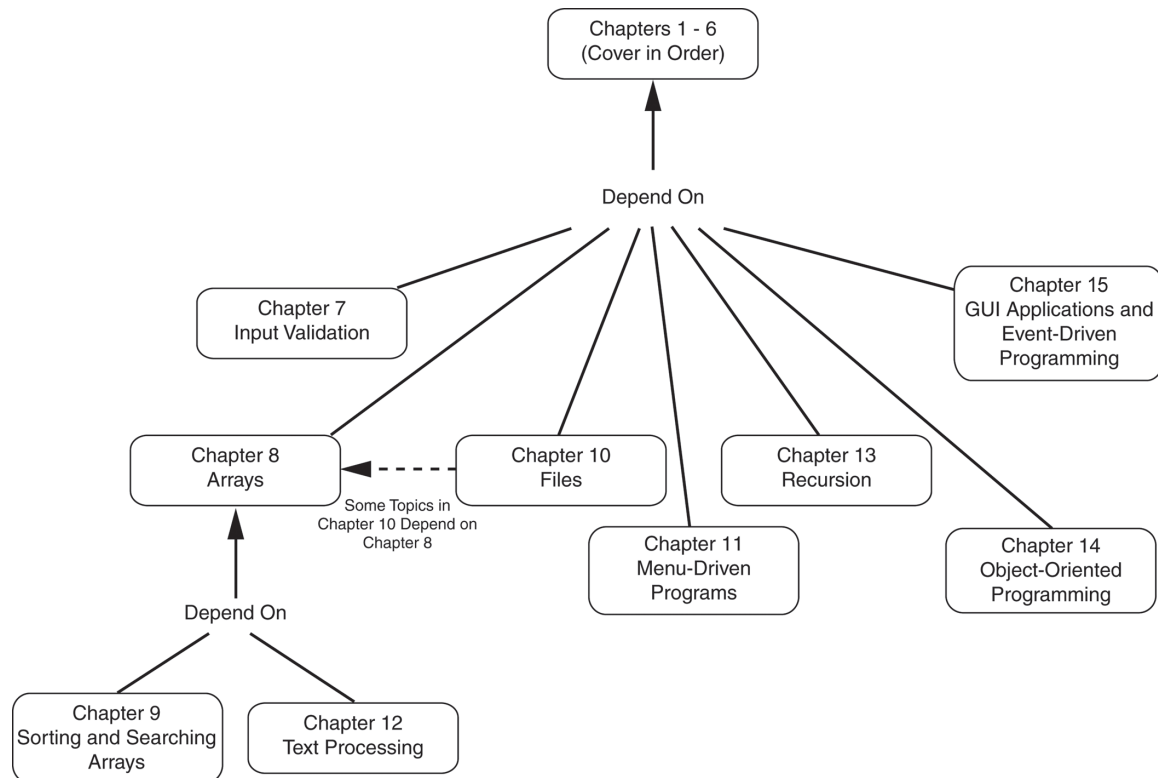 Chapters 1 - 6
(Cover in Order)
Depend On
Chapter 7
Input Validation
Chapter 15
GUI Applications and
Event-Driven
Programming
Chapter 8
Arrays
Some Topics in
Chapter 10 Depend on
Chapter 8
Chapter 10
Files
Chapter 13
Recursion
Chapter 11
Menu-Driven
Programs
Chapter 14
Object-Oriented
Programming
Depend On
Chapter 9
Sorting and Searching
Arrays
Chapter 12
Text Processing